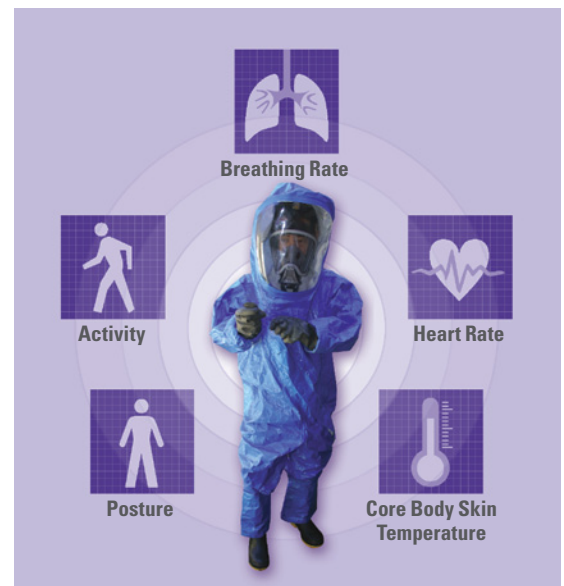 Breathing Rate
Activity
Heart Rate
Posture
Core Body Skin
Temperature